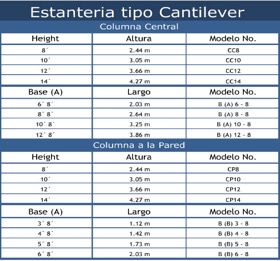 Estanteria tipo Cantilever
Columna Central
Height Altura Modelo No.
8´ 2.44 m CC8
10´ 3.05 m CC10
12´ 3.66 m CC12
14´ 4.27 m CC14
Base (A) Largo Modelo No.
6´ 8´ 2.03 m B (A) 6 - 8
8´ 8´ 2.64 m B (A) 8 - 8
10´ 8´ 3.25 m B (A) 10 - 8
12´ 8´ 3.86 m B (A) 12 - 8
Columna a la Pared
Height Altura Modelo No.
8´ 2.44 m CP8
10´ 3.05 m CP10
12´ 3.66 m CP12
14´ 4.27 m CP14
Base (A) Largo Modelo No.
3´ 8´ 1.12 m B (B) 3 - 8
4´ 8´ 1.42 m B (B) 4 - 8
5´ 8´ 1.73 m B (B) 5 - 8
6´ 8´ 2.03 m B (B) 6 - 8